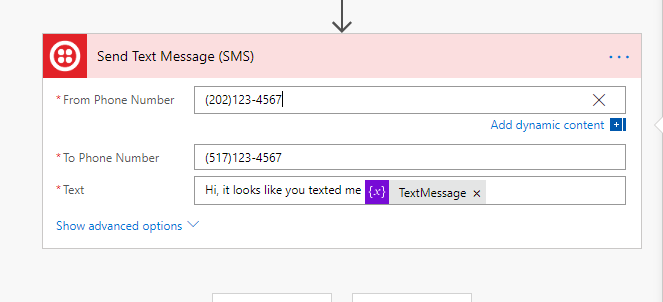 Send Text Message (SMS)
...
* From Phone Number (202)123-4567
Add dynamic content
* To Phone Number (517)123-4567
* Text Hi, it looks like you texted me {x} TextMessage ×
Show advanced options